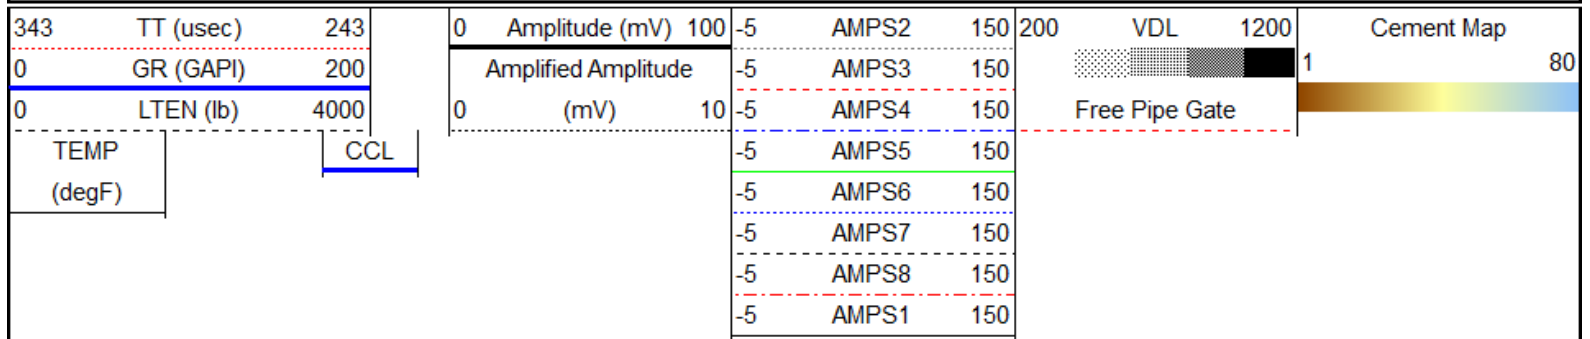 343 TT (usec) 243 0 Amplitude (mV) 100 -5 AMPS2 150 200 VDL 1200 Cement Map
0 GR (GAPI) 200 Amplified Amplitude -5 AMPS3 150 1 80
0 LTEN (lb) 4000 0 (mV) 10 -5 AMPS4 150 Free Pipe Gate
TEMP CCL -5 AMPS5 150
(degF) -5 AMPS6 150
-5 AMPS7 150
-5 AMPS8 150
-5 AMPS1 150